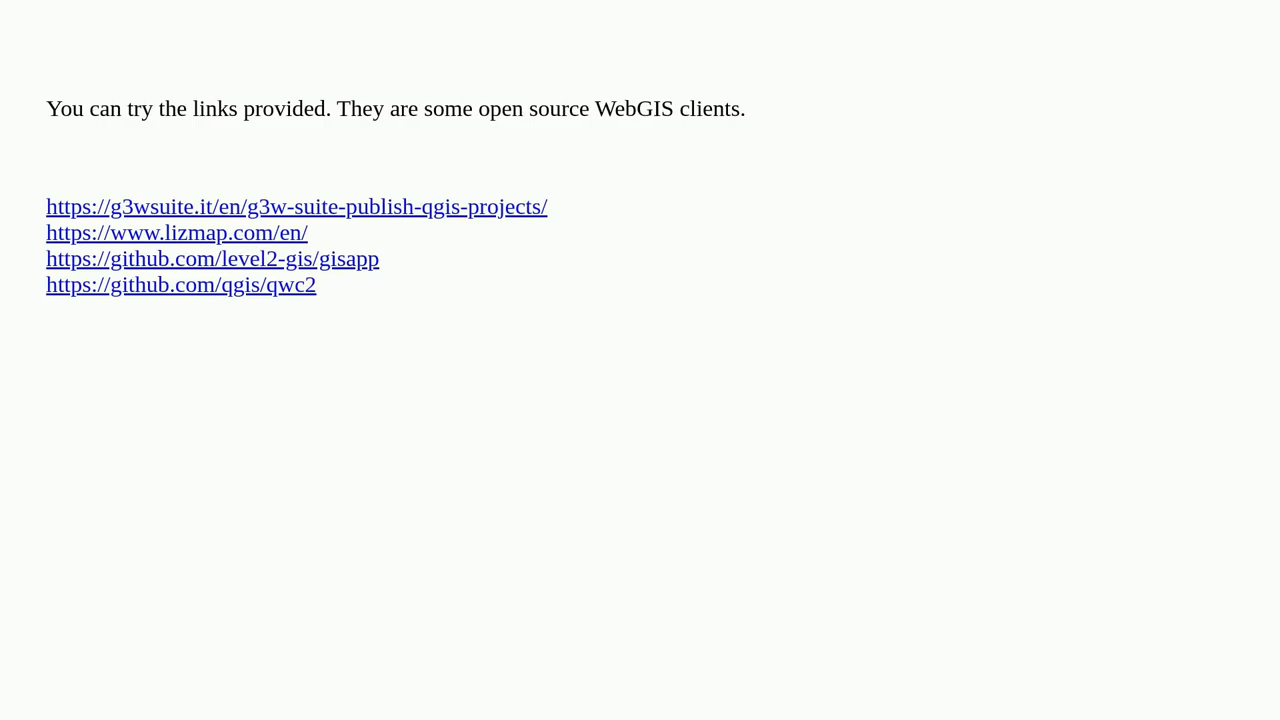 You can try the links provided. They are some open source WebGIS clients.
https://g3wsuite.it/en/g3w-suite-publish-qgis-projects/
https://www.lizmap.com/en/
https://github.com/level2-gis/gisapp
https://github.com/qgis/qwc2